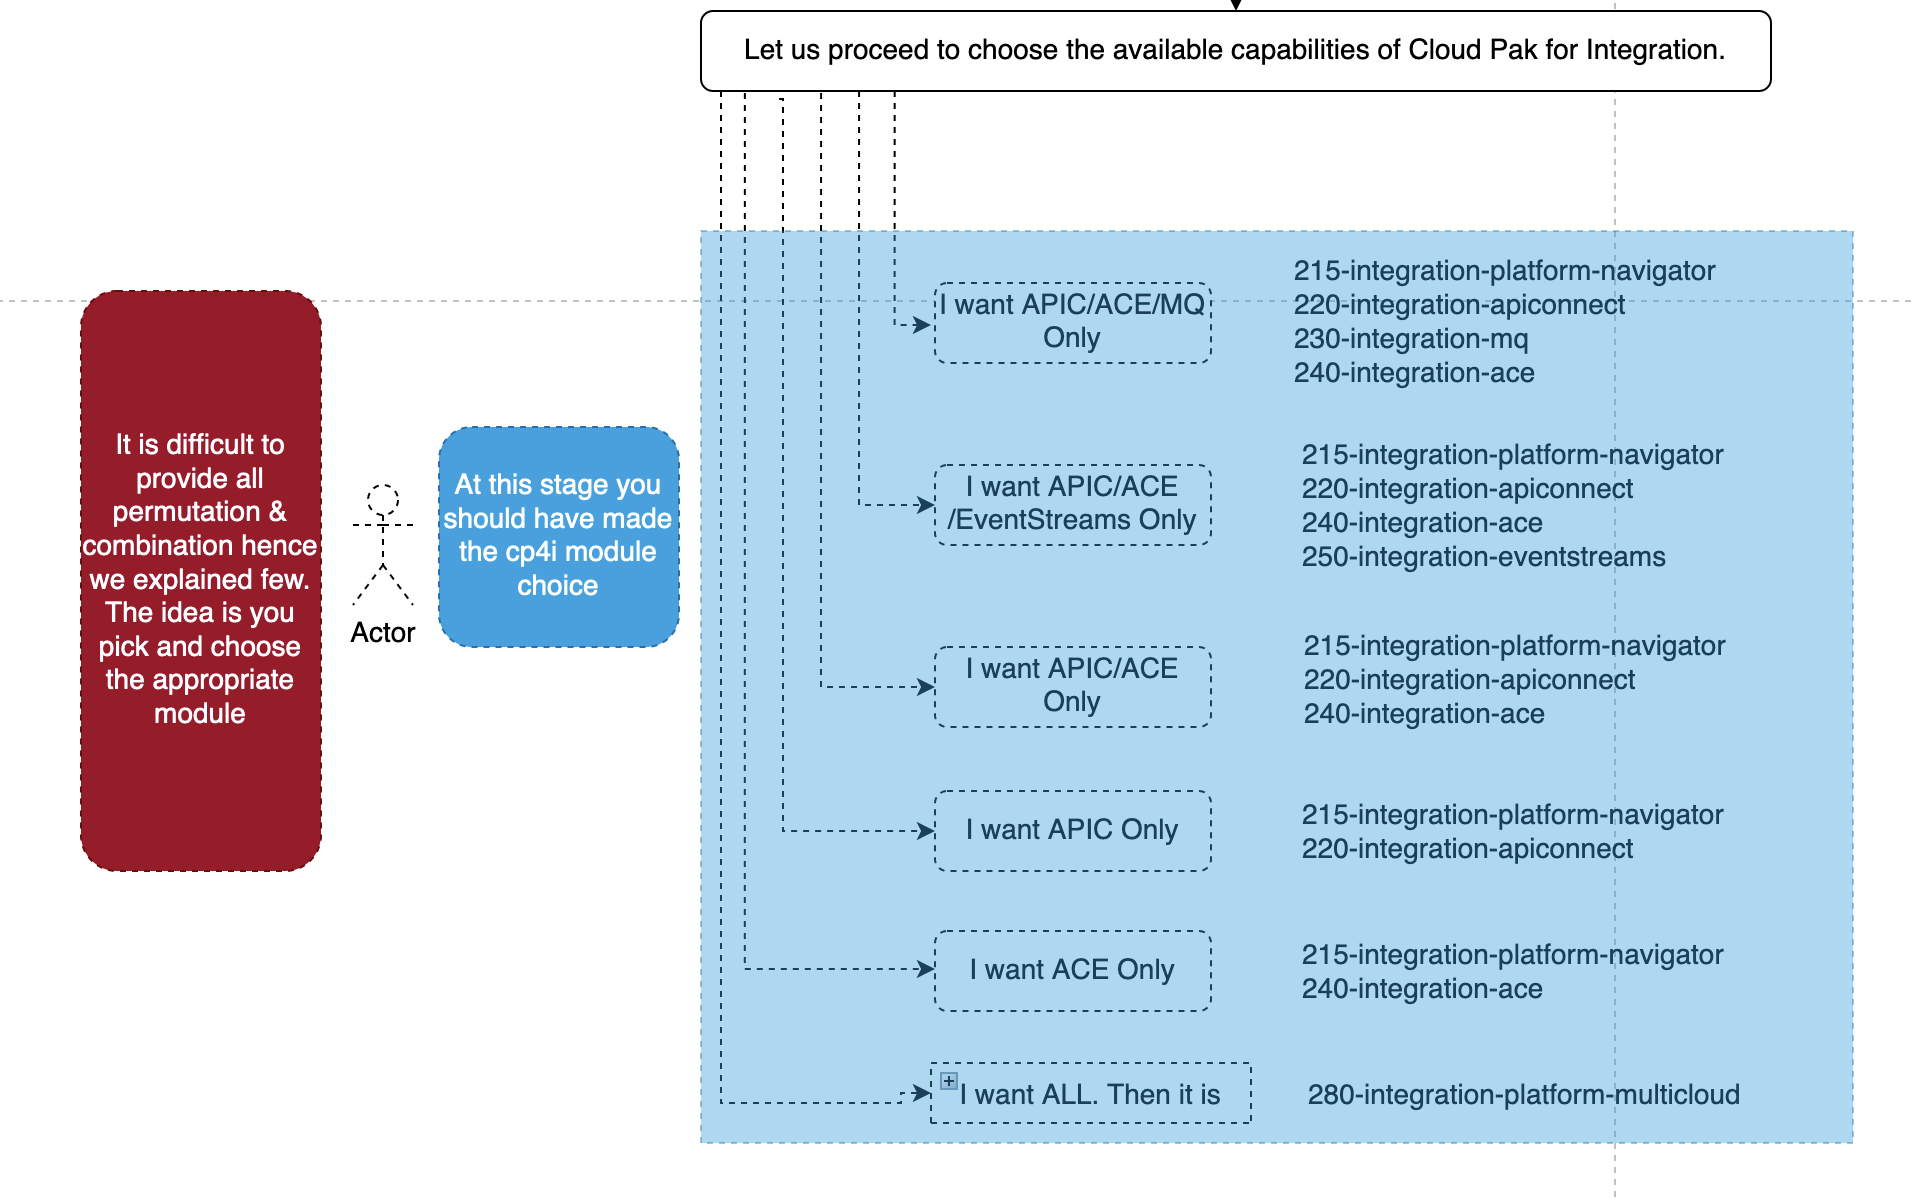 Let us proceed to choose the available capabilities of Cloud Pak for Integration.
It is difficult to
provide all
permutation &
combination hence
we explained few.
The idea is you
pick and choose
the appropriate
module
Actor
At this stage you
should have made
the cp4i module
choice
I want APIC/ACE/MQ
Only
215-integration-platform-navigator
220-integration-apiconnect
230-integration-mq
240-integration-ace
I want APIC/ACE
/EventStreams Only
215-integration-platform-navigator
220-integration-apiconnect
240-integration-ace
250-integration-eventstreams
I want APIC/ACE
Only
215-integration-platform-navigator
220-integration-apiconnect
240-integration-ace
I want APIC Only
215-integration-platform-navigator
220-integration-apiconnect
I want ACE Only
215-integration-platform-navigator
240-integration-ace
I want ALL. Then it is
280-integration-platform-multicloud